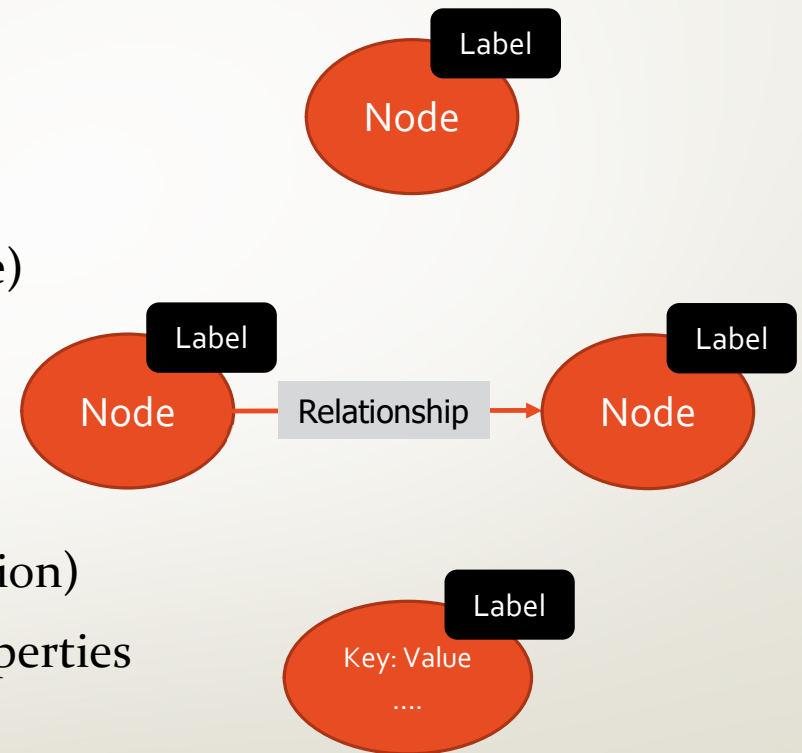 Label
Node
e)
Label
Label
Node
Relationship
Node
ion)
Label
perties
Key: Value
....